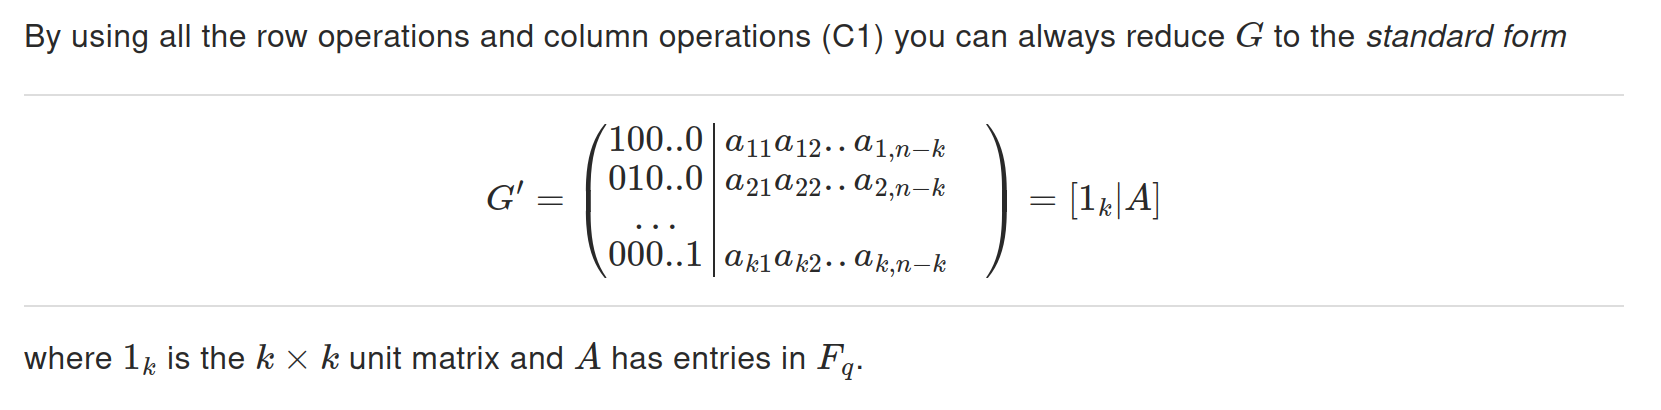 By using all the row operations and column operations (C1) you can always reduce G to the standard form
G′ = ( 100..0 | a₁₁a₁₂..a₁,ₙ₋ₖ
010..0 | a₂₁a₂₂..a₂,ₙ₋ₖ
...
000..1 | aₖ₁aₖ₂..aₖ,ₙ₋ₖ ) = [1ₖ|A]
where 1ₖ is the k × k unit matrix and A has entries in F_q.